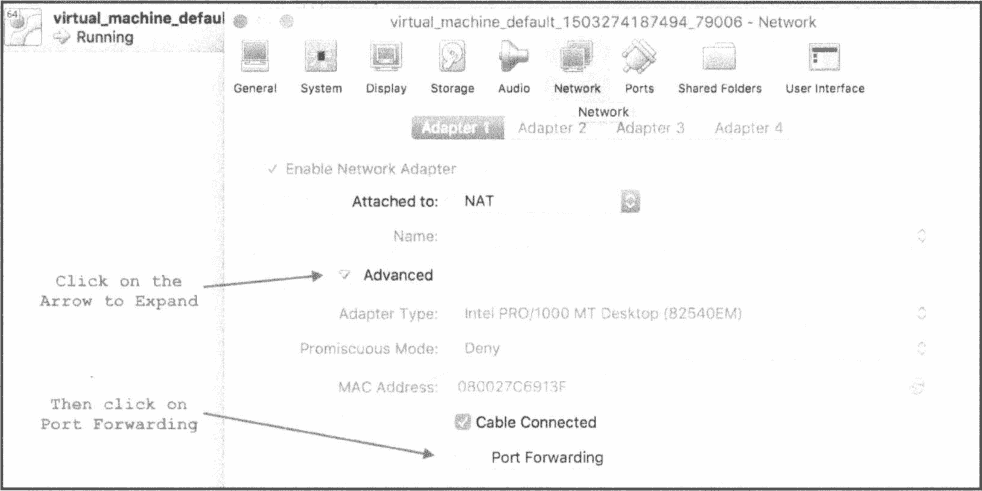 64
virtual_machine_defaul
Running
virtual_machine_default_1503274187494_79006 - Network
General System Display Storage Audio Network Ports Shared Folders User Interface
Network
Adapter 1 Adapter 2 Adapter 3 Adapter 4
✓ Enable Network Adapter
Attached to: NAT
Name:
Click on the
Arrow to Expand
Advanced
Adapter Type: Intel PRO/1000 MT Desktop (82540EM)
Promiscuous Mode: Deny
MAC Address: 080027C6913F
Then click on
Port Forwarding
Cable Connected
Port Forwarding